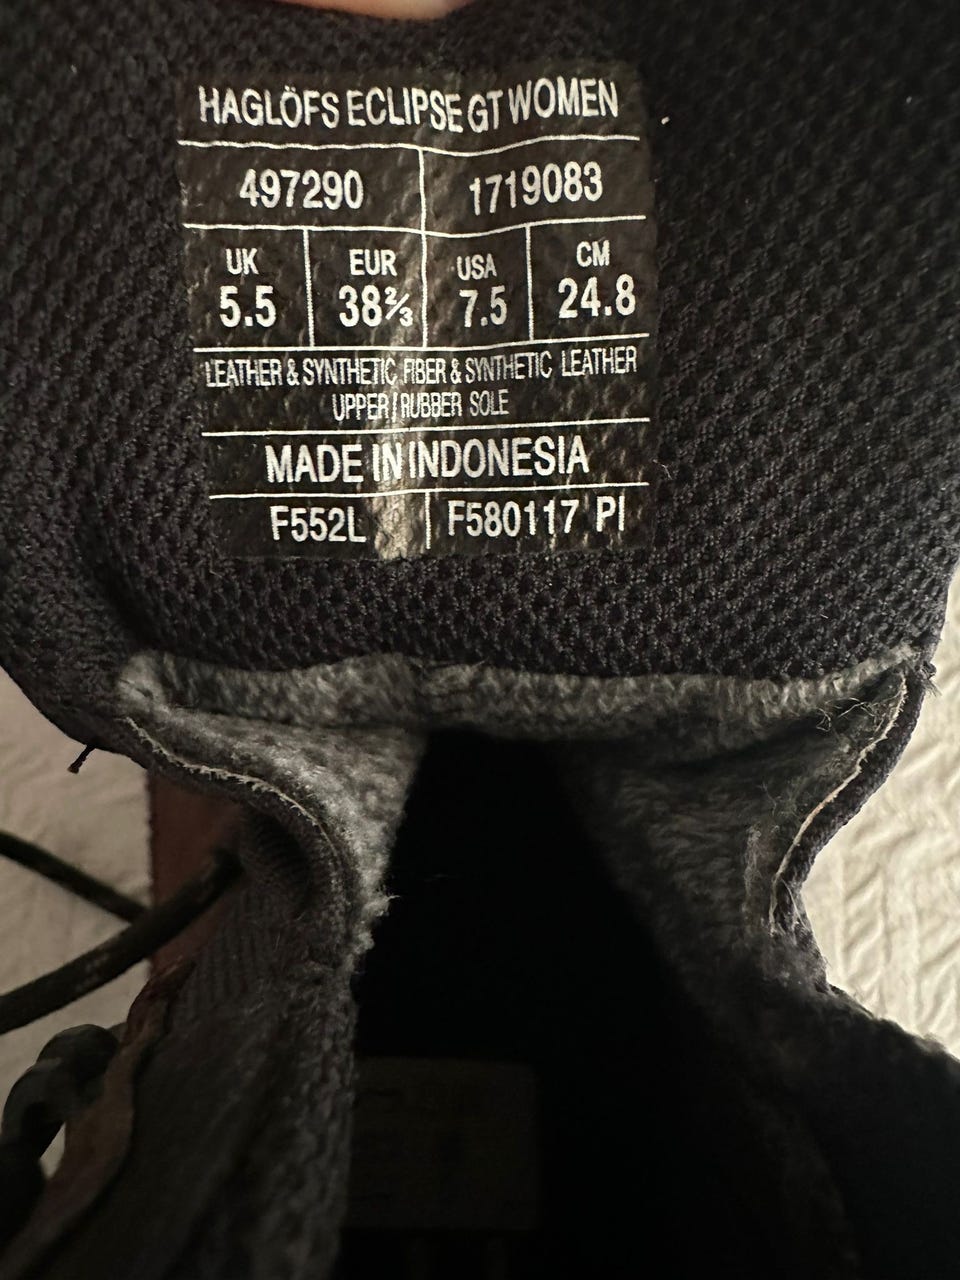 HAGLÖFS ECLIPSE GT WOMEN
497290 1719083
UK EUR USA CM
5.5 38⅔ 7.5 24.8
LEATHER & SYNTHETIC FIBER & SYNTHETIC LEATHER
UPPER/RUBBER SOLE
MADE IN INDONESIA
F552L F580117 PI